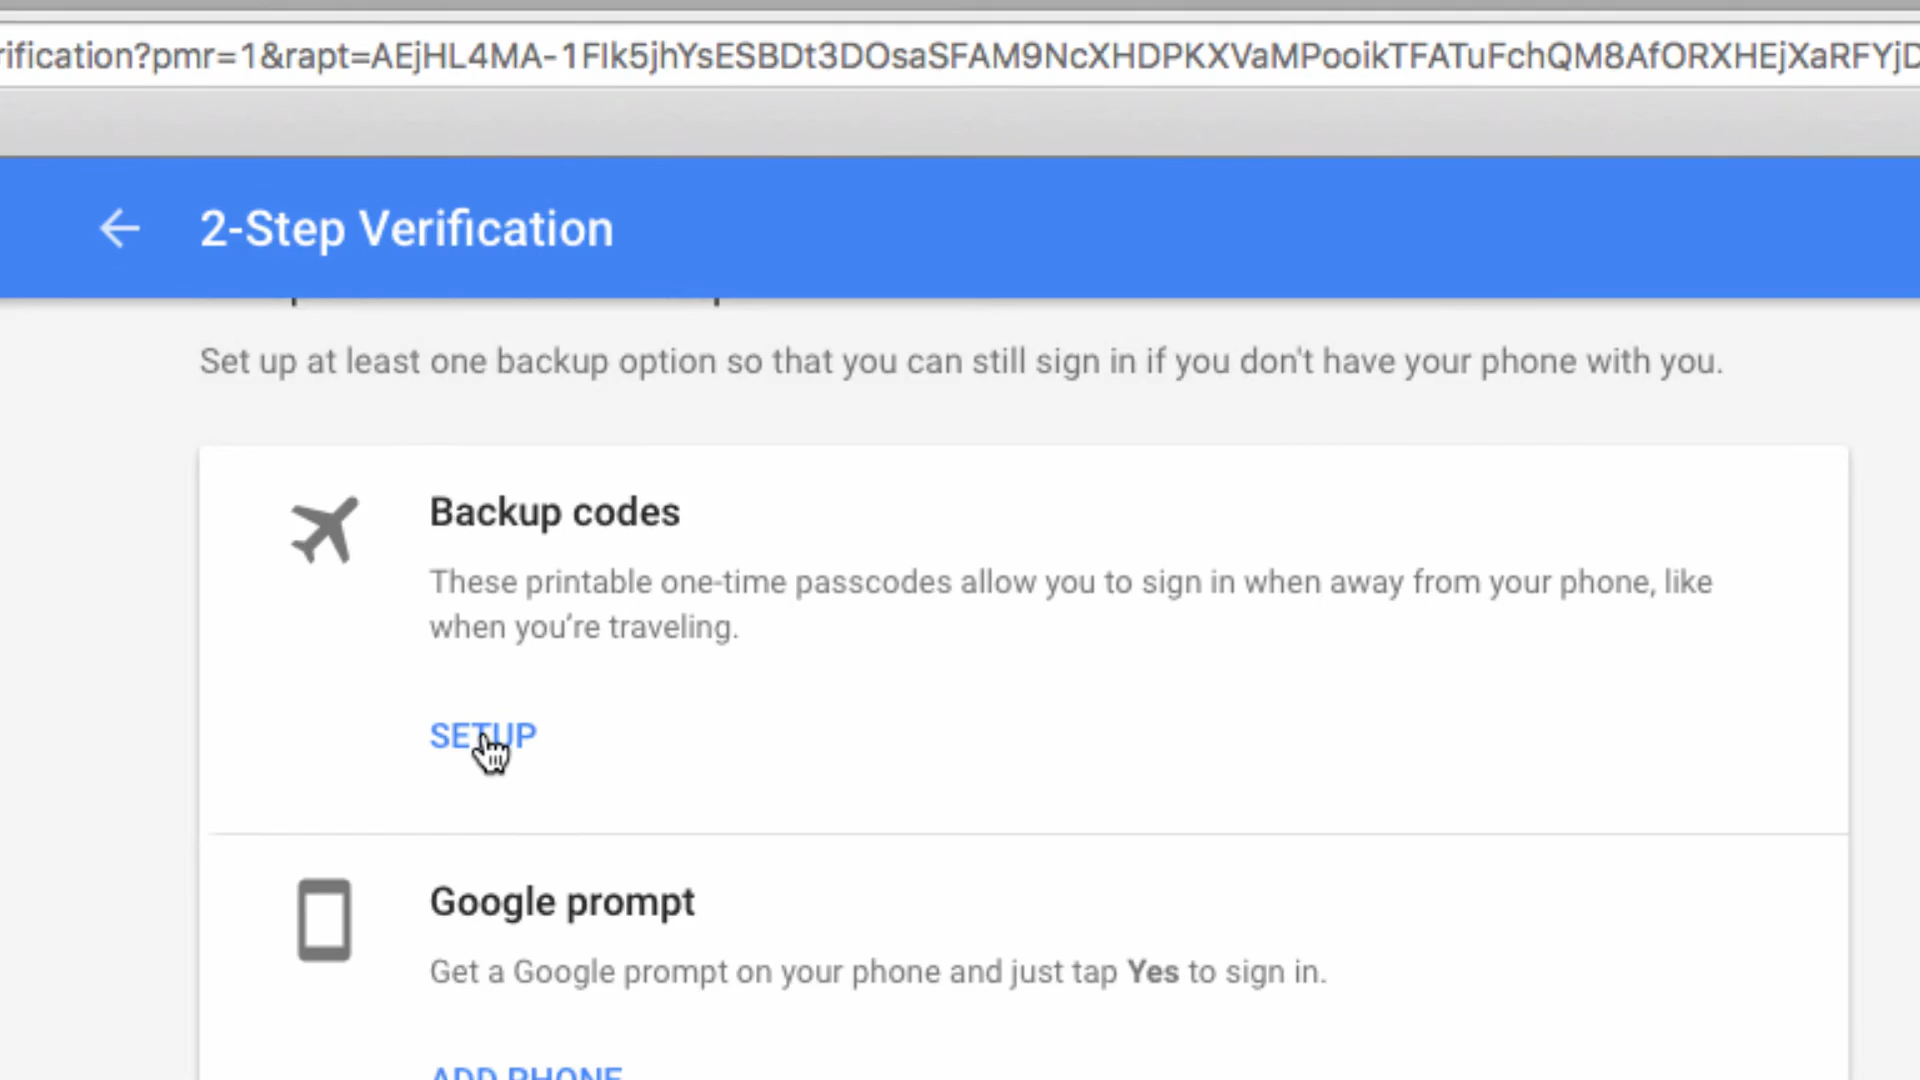 rification?pmr=1&rapt=AEjHL4MA-1FIk5jhYsESBDt3DOsaSFAM9NcXHDPKXVaMPooikTFATuFchQM8AfORXHEjXaRFYjD
2-Step Verification
Set up at least one backup option so that you can still sign in if you don't have your phone with you.
Backup codes
These printable one-time passcodes allow you to sign in when away from your phone, like
when you’re traveling.
SETUP
Google prompt
Get a Google prompt on your phone and just tap Yes to sign in.
ADD PHONE